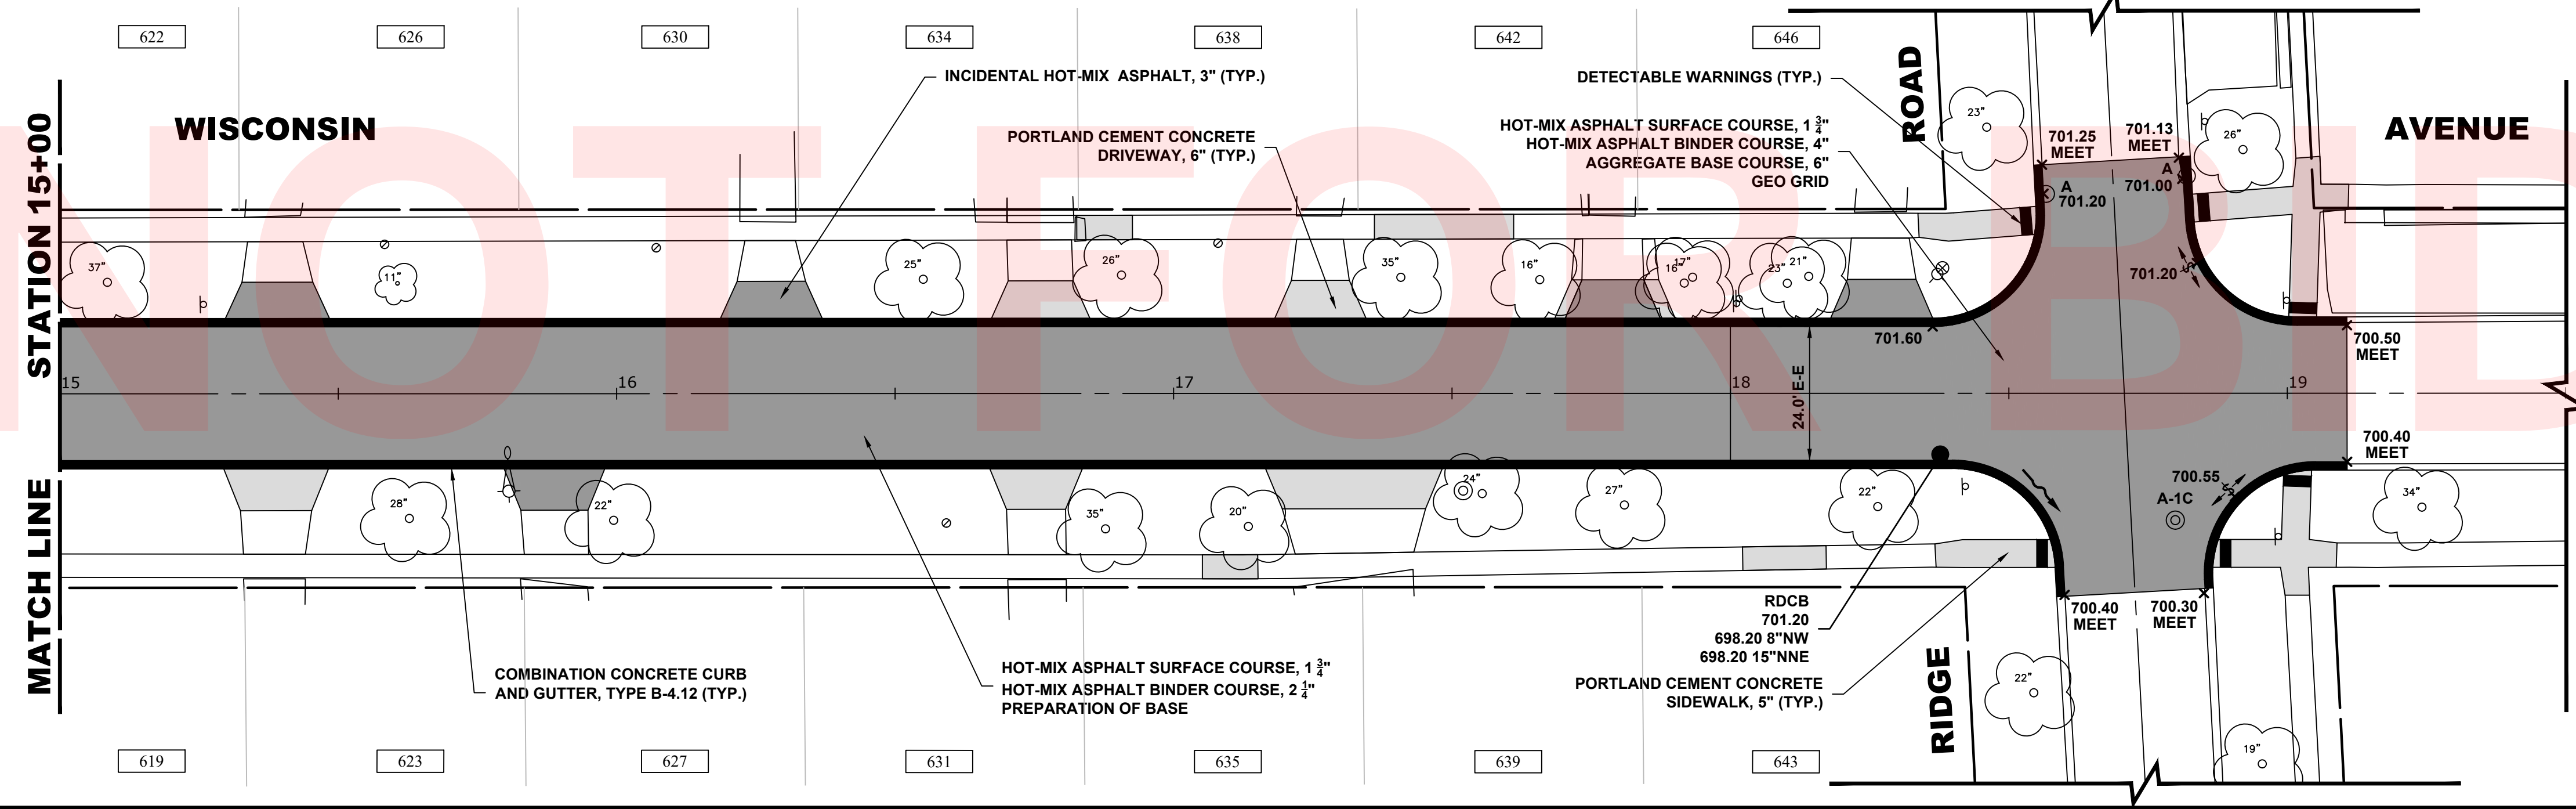 622
626
630
634
638
642
646
NOT FOR BID
MATCH LINE STATION 15+00
WISCONSIN
AVENUE
RIDGE ROAD
INCIDENTAL HOT-MIX ASPHALT, 3" (TYP.)
PORTLAND CEMENT CONCRETE
DRIVEWAY, 6" (TYP.)
DETECTABLE WARNINGS (TYP.)
HOT-MIX ASPHALT SURFACE COURSE, 1 3/4"
HOT-MIX ASPHALT BINDER COURSE, 4"
AGGREGATE BASE COURSE, 6"
GEO GRID
23"
26"
701.25
MEET
701.13
MEET
A
701.20
A
701.00
701.20
37"
11"
25"
26"
35"
16"
16"
17"
23"
21"
701.60
700.50
MEET
15
16
17
18
19
24.0' E-E
700.40
MEET
700.55
A-1C
28"
22"
35"
20"
24"
27"
22"
34"
700.40
MEET
700.30
MEET
RDCB
701.20
698.20 8"NW
698.20 15"NNE
PORTLAND CEMENT CONCRETE
SIDEWALK, 5" (TYP.)
COMBINATION CONCRETE CURB
AND GUTTER, TYPE B-4.12 (TYP.)
HOT-MIX ASPHALT SURFACE COURSE, 1 3/4"
HOT-MIX ASPHALT BINDER COURSE, 2 1/4"
PREPARATION OF BASE
22"
19"
619
623
627
631
635
639
643